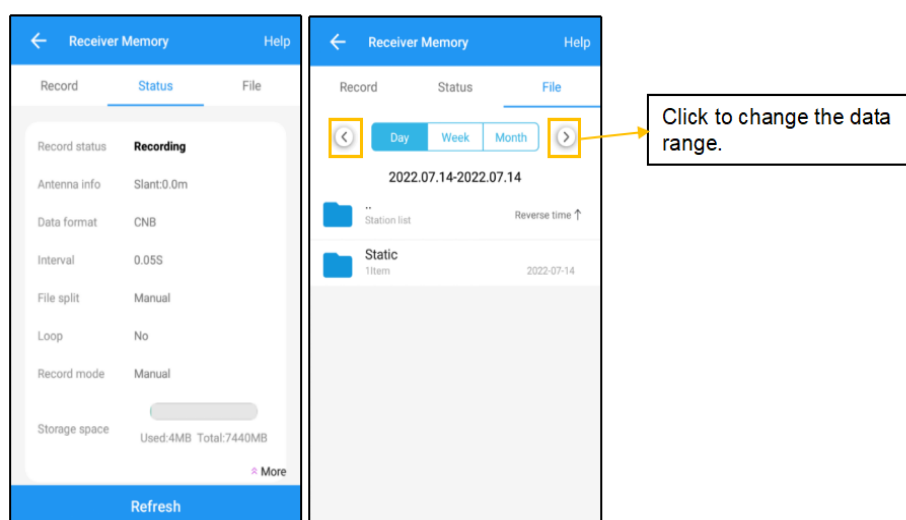 Receiver Memory Help
Record Status File
Record status Recording
Antenna info Slant:0.0m
Data format CNB
Interval 0.05S
File split Manual
Loop No
Record mode Manual
Storage space
Used:4MB Total:7440MB
More
Refresh
Receiver Memory Help
Record Status File
Day Week Month
2022.07.14-2022.07.14
..
Station list Reverse time ↑
Static
1Item 2022-07-14
Click to change the data
range.